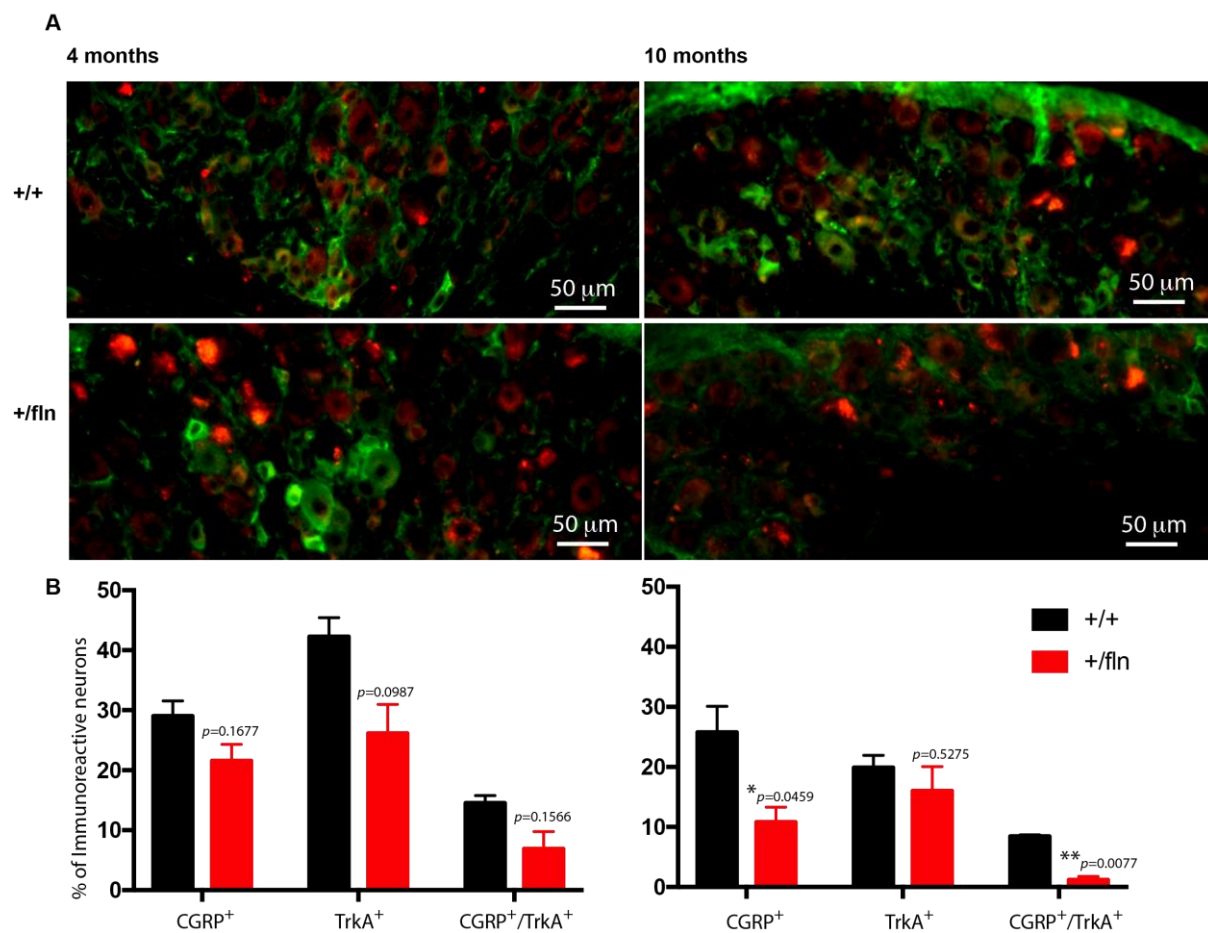 A
4 months
10 months
+/+
50 μm
50 μm
+/fln
50 μm
50 μm
B
% of Immunoreactive neurons
50
40
30
20
10
0
p=0.1677
p=0.0987
p=0.1566
CGRP⁺
TrkA⁺
CGRP⁺/TrkA⁺
50
40
30
20
10
0
+/+
+/fln
* p=0.0459
p=0.5275
** p=0.0077
CGRP⁺
TrkA⁺
CGRP⁺/TrkA⁺